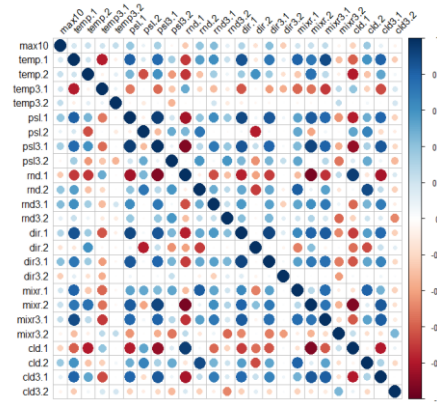 max10 temp.1 temp.2 temp3.1 temp3.2 psl.1 psl.2 psl3.1 psl3.2 rnd.1 rnd.2 rnd3.1 rnd3.2 dir.1 dir.2 dir3.1 dir3.2 mixr.1 mixr.2 mixr3.1 mixr3.2 cld.1 cld.2 cld3.1 cld3.2
max10
temp.1
temp.2
temp3.1
temp3.2
psl.1
psl.2
psl3.1
psl3.2
rnd.1
rnd.2
rnd3.1
rnd3.2
dir.1
dir.2
dir3.1
dir3.2
mixr.1
mixr.2
mixr3.1
mixr3.2
cld.1
cld.2
cld3.1
cld3.2